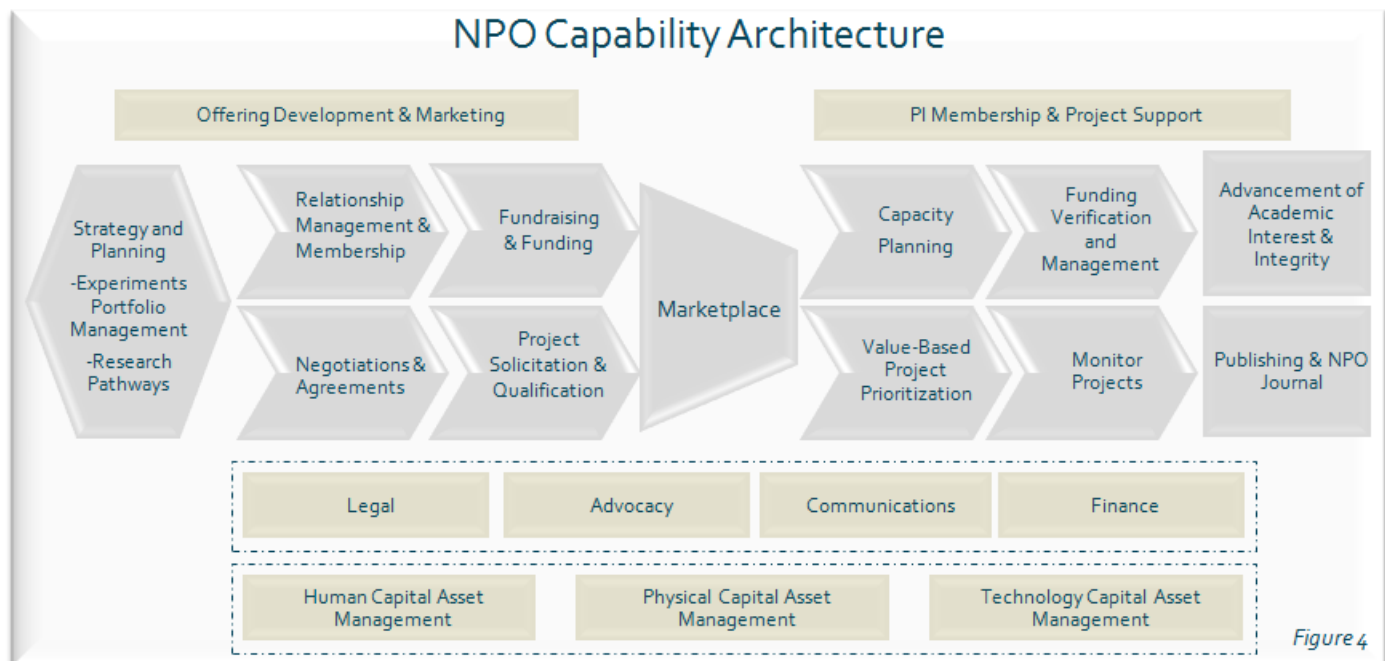 NPO Capability Architecture
Offering Development & Marketing
PI Membership & Project Support
Strategy and
Planning
-Experiments
Portfolio
Management
-Research
Pathways
Relationship
Management &
Membership
Fundraising
& Funding
Negotiations &
Agreements
Project
Solicitation &
Qualification
Marketplace
Capacity
Planning
Funding
Verification
and
Management
Advancement of
Academic
Interest &
Integrity
Value-Based
Project
Prioritization
Monitor
Projects
Publishing & NPO
Journal
Legal
Advocacy
Communications
Finance
Human Capital Asset
Management
Physical Capital Asset
Management
Technology Capital Asset
Management
Figure 4